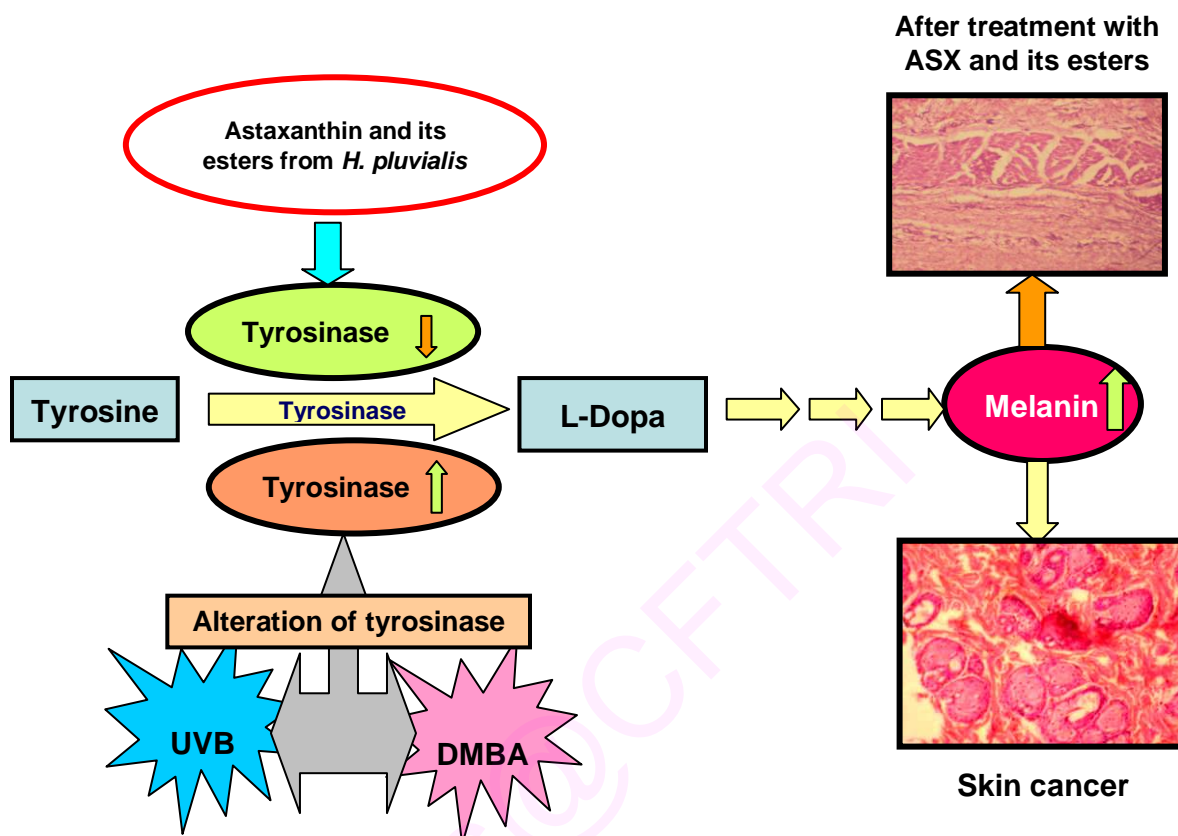 After treatment with
ASX and its esters
Astaxanthin and its
esters from H. pluvialis
Tyrosinase
Tyrosine
Tyrosinase
L-Dopa
Melanin
Tyrosinase
Alteration of tyrosinase
UVB
DMBA
Skin cancer
@CFTRI